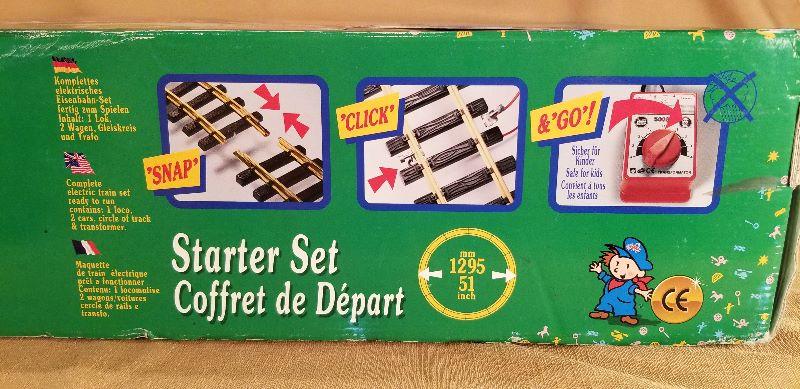 Komplettes
elektrisches
Eisenbahn-Set
fertig zum Spielen
Inhalt: 1 Lok.
2 Wagen, Gleiskreis
und Trafo
Complete
electric train set
ready to run
contains: 1 loco.
2 cars. circle of track
& transformer.
Maquette
de train électrique
prêt a fonctionner
Contenu: 1 locomotise
2 wagons/voitures
cercle de rails e
transfo.
'SNAP'
'CLICK'
& 'GO'!
Sicher für
Kinder
Safe for kids
Convient à tous
les enfants
TRANSFORMATOR
Starter Set
Coffret de Départ
mm
1295
51
inch
CE